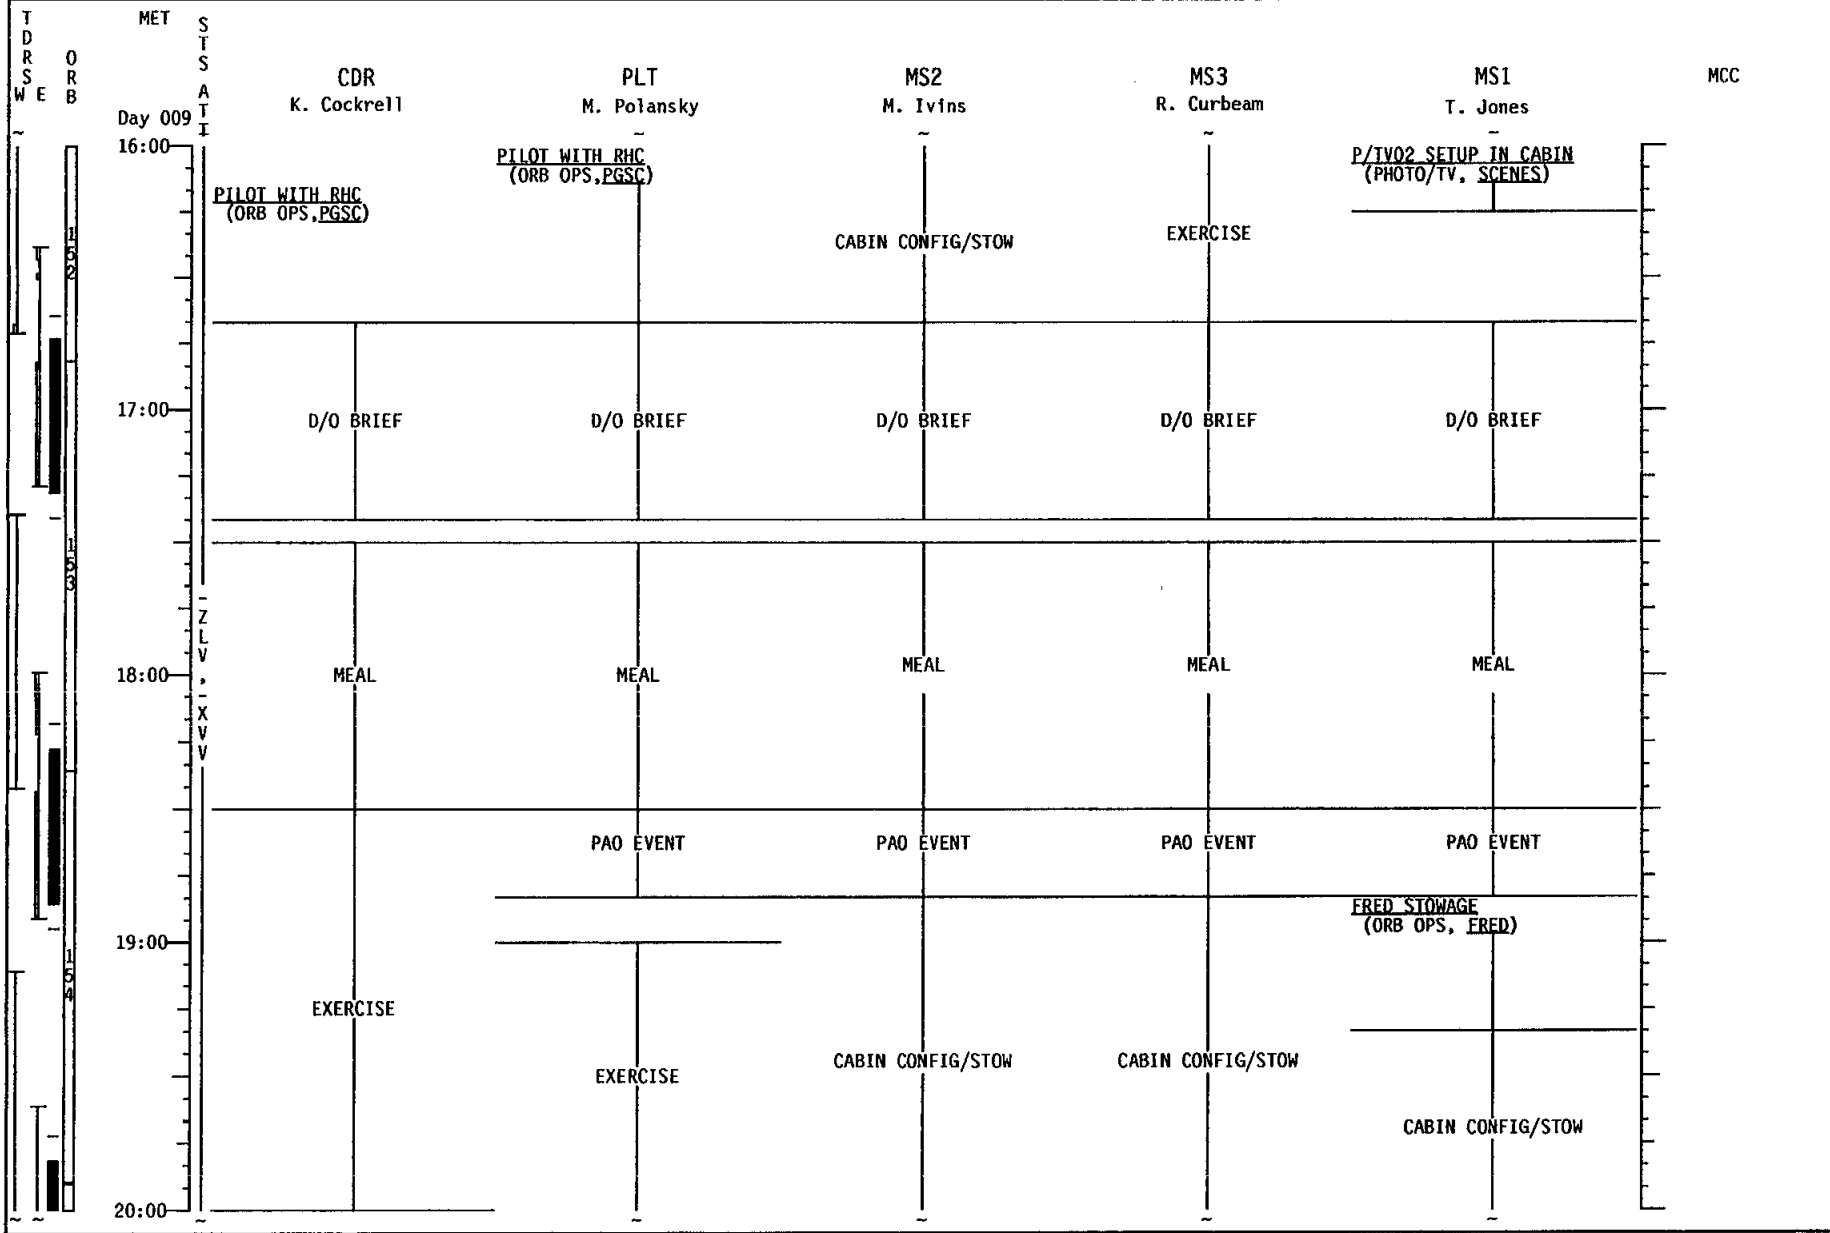 TDRS
W E
ORB
MET
STS ATT
CDR PLT MS2 MS3 MS1 MCC
K. Cockrell M. Polansky M. Ivins R. Curbeam T. Jones
Day 009
~ ~ ~ ~ ~
16:00
PILOT WITH RHC P/TV02 SETUP IN CABIN
(ORB OPS,PGSC) (PHOTO/TV, SCENES)
PILOT WITH RHC
(ORB OPS,PGSC)
152
CABIN CONFIG/STOW EXERCISE
17:00
D/O BRIEF D/O BRIEF D/O BRIEF D/O BRIEF D/O BRIEF
153
-ZLV,-XVV
18:00
MEAL MEAL MEAL MEAL MEAL
PAO EVENT PAO EVENT PAO EVENT PAO EVENT
FRED STOWAGE
(ORB OPS, FRED)
19:00
154
EXERCISE
EXERCISE CABIN CONFIG/STOW CABIN CONFIG/STOW
CABIN CONFIG/STOW
20:00
~ ~ ~ ~ ~ ~ ~